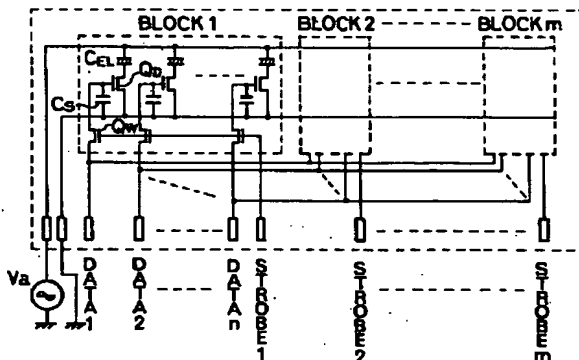 BLOCK 1
BLOCK 2
BLOCK m
CEL
QD
CS
QW
Va
DATA 1
DATA 2
DATA n
STROBE 1
STROBE 2
STROBE m